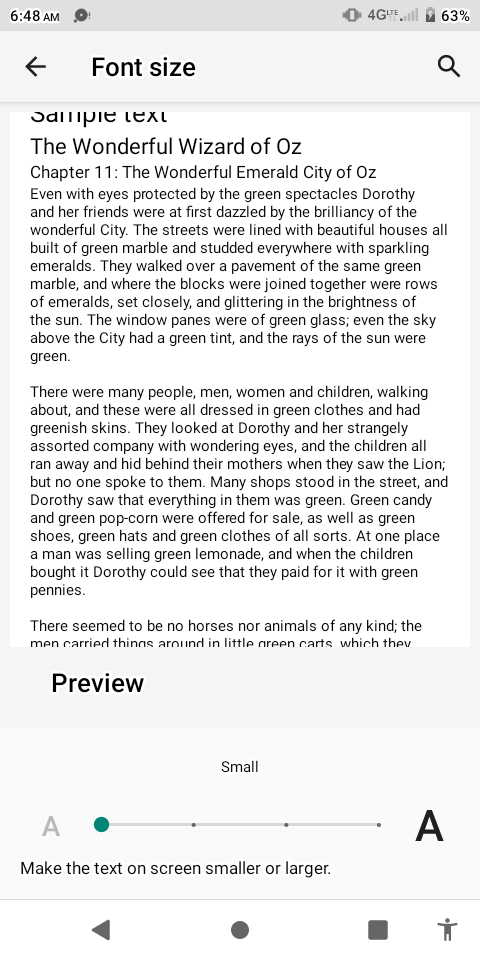 6:48 AM
4G LTE
63%
Font size
Sample text
The Wonderful Wizard of Oz
Chapter 11: The Wonderful Emerald City of Oz
Even with eyes protected by the green spectacles Dorothy
and her friends were at first dazzled by the brilliancy of the
wonderful City. The streets were lined with beautiful houses all
built of green marble and studded everywhere with sparkling
emeralds. They walked over a pavement of the same green
marble, and where the blocks were joined together were rows
of emeralds, set closely, and glittering in the brightness of
the sun. The window panes were of green glass; even the sky
above the City had a green tint, and the rays of the sun were
green.
There were many people, men, women and children, walking
about, and these were all dressed in green clothes and had
greenish skins. They looked at Dorothy and her strangely
assorted company with wondering eyes, and the children all
ran away and hid behind their mothers when they saw the Lion;
but no one spoke to them. Many shops stood in the street, and
Dorothy saw that everything in them was green. Green candy
and green pop-corn were offered for sale, as well as green
shoes, green hats and green clothes of all sorts. At one place
a man was selling green lemonade, and when the children
bought it Dorothy could see that they paid for it with green
pennies.
There seemed to be no horses nor animals of any kind; the
men carried things around in little green carts, which they
Preview
Small
A
A
Make the text on screen smaller or larger.